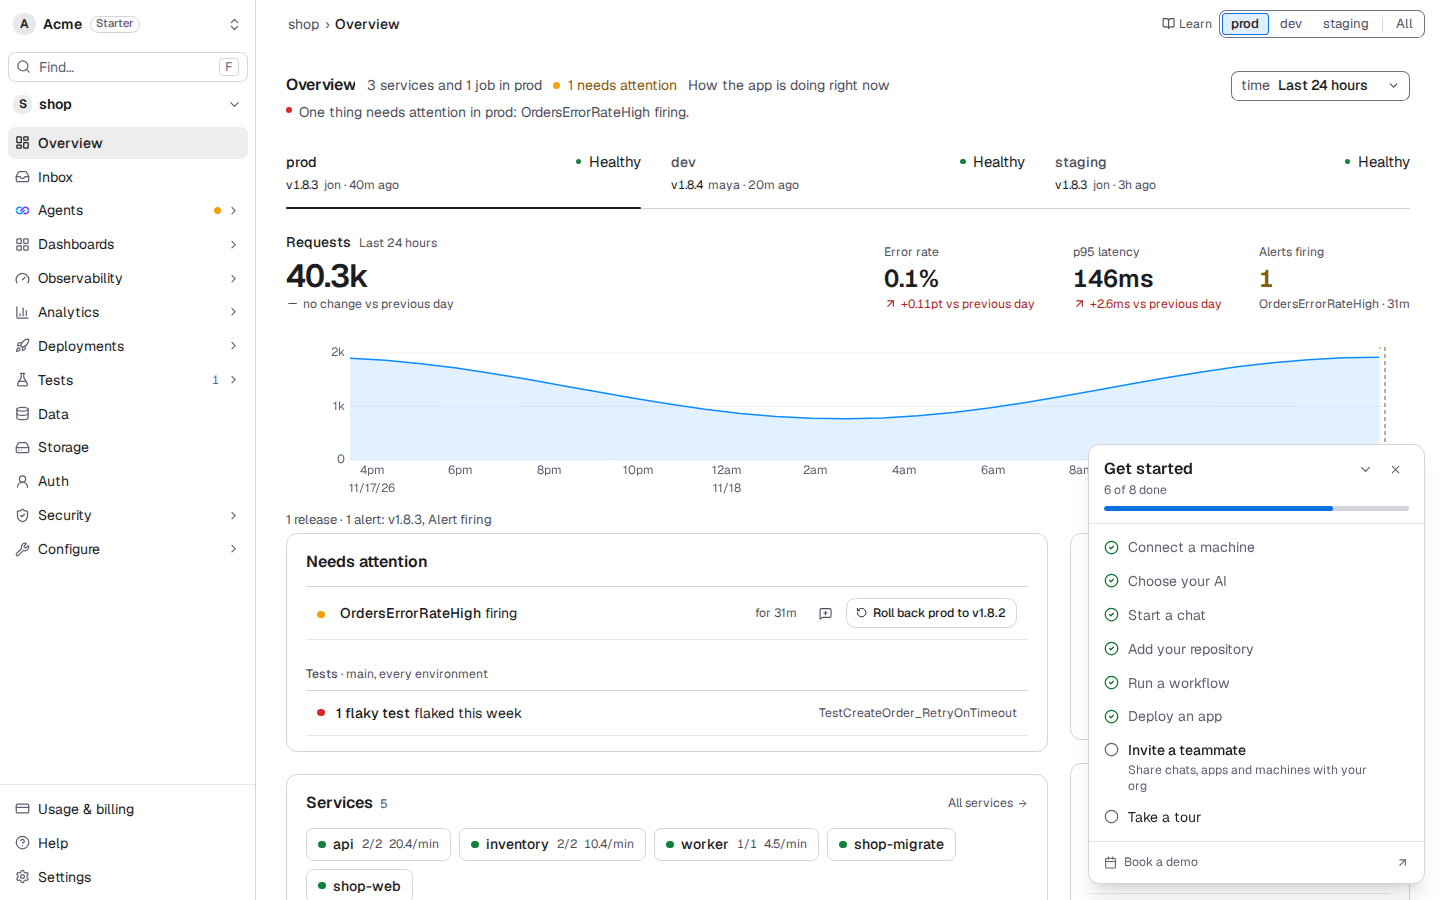 A Acme Starter
Find... F
S shop
Overview
Inbox
Agents
Dashboards
Observability
Analytics
Deployments
Tests 1
Data
Storage
Auth
Security
Configure
Usage & billing
Help
Settings
shop › Overview
Learn prod dev staging All
Overview 3 services and 1 job in prod 1 needs attention How the app is doing right now
time Last 24 hours
One thing needs attention in prod: OrdersErrorRateHigh firing.
prod Healthy
v1.8.3 jon · 40m ago
dev Healthy
v1.8.4 maya · 20m ago
staging Healthy
v1.8.3 jon · 3h ago
Requests Last 24 hours
40.3k
— no change vs previous day
Error rate
0.1%
+0.11pt vs previous day
p95 latency
146ms
+2.6ms vs previous day
Alerts firing
1
OrdersErrorRateHigh · 31m
2k
1k
0
4pm 6pm 8pm 10pm 12am 2am 4am 6am 8am
11/17/26 11/18
1 release · 1 alert: v1.8.3, Alert firing
Needs attention
OrdersErrorRateHigh firing for 31m Roll back prod to v1.8.2
Tests · main, every environment
1 flaky test flaked this week TestCreateOrder_RetryOnTimeout
Services 5 All services →
api 2/2 20.4/min inventory 2/2 10.4/min worker 1/1 4.5/min shop-migrate
shop-web
Get started
6 of 8 done
Connect a machine
Choose your AI
Start a chat
Add your repository
Run a workflow
Deploy an app
Invite a teammate
Share chats, apps and machines with your
org
Take a tour
Book a demo